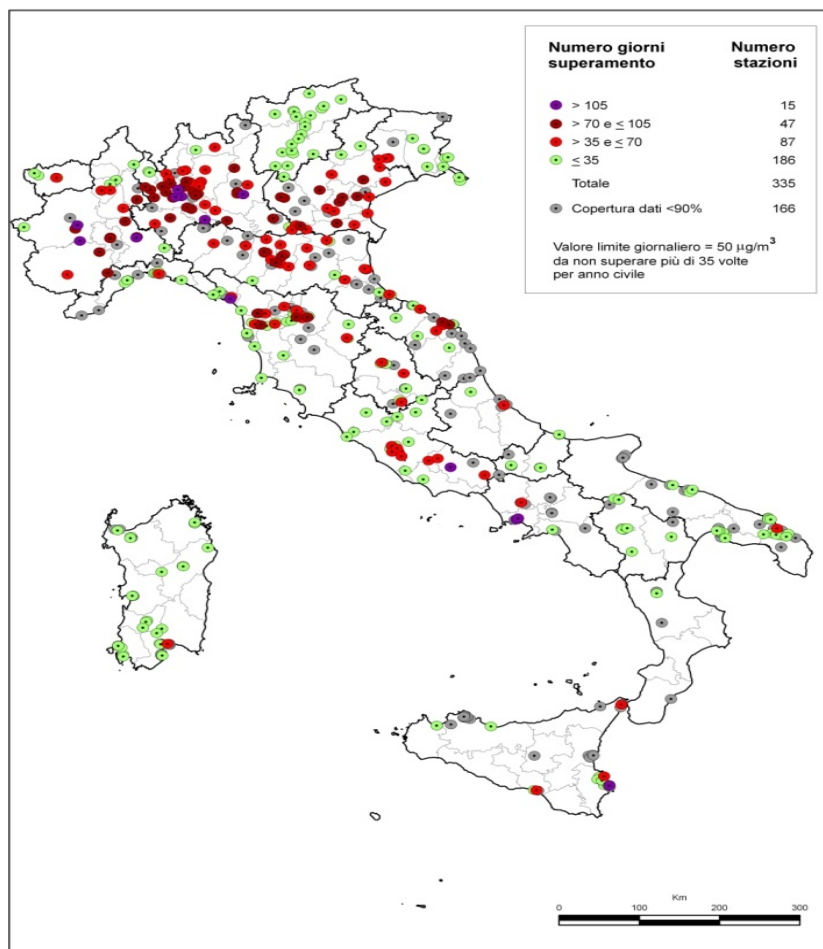 Numero giorni superamento Numero stazioni
> 105 15
> 70 e ≤ 105 47
> 35 e ≤ 70 87
≤ 35 186
Totale 335
Copertura dati <90% 166
Valore limite giornaliero = 50 µg/m³
da non superare più di 35 volte
per anno civile
Km
0 100 200 300